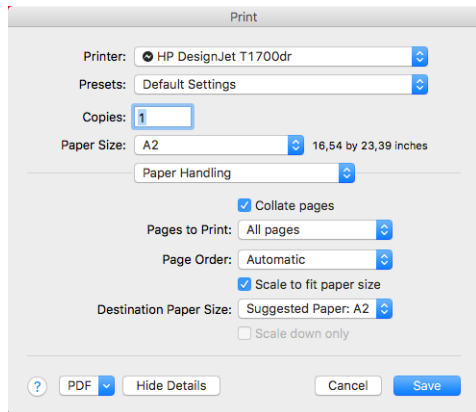 Print
Printer: HP DesignJet T1700dr
Presets: Default Settings
Copies: 1
Paper Size: A2 16,54 by 23,39 inches
Paper Handling
Collate pages
Pages to Print: All pages
Page Order: Automatic
Scale to fit paper size
Destination Paper Size: Suggested Paper: A2
Scale down only
? PDF Hide Details Cancel Save